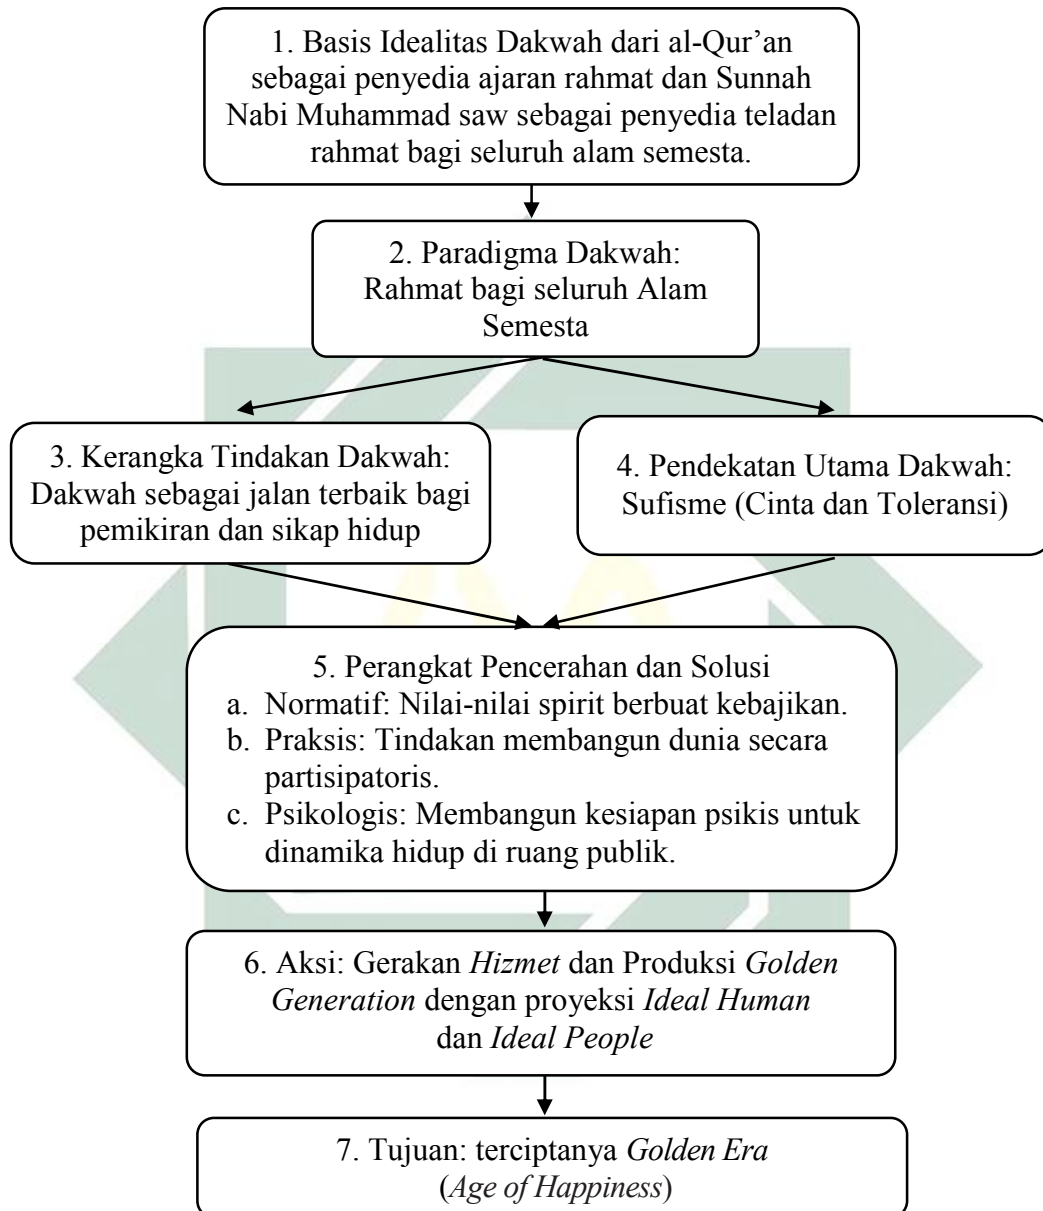 1. Basis Idealitas Dakwah dari al-Qur’an
sebagai penyedia ajaran rahmat dan Sunnah
Nabi Muhammad saw sebagai penyedia teladan
rahmat bagi seluruh alam semesta.
2. Paradigma Dakwah:
Rahmat bagi seluruh Alam
Semesta
3. Kerangka Tindakan Dakwah:
Dakwah sebagai jalan terbaik bagi
pemikiran dan sikap hidup
4. Pendekatan Utama Dakwah:
Sufisme (Cinta dan Toleransi)
5. Perangkat Pencerahan dan Solusi
a. Normatif: Nilai-nilai spirit berbuat kebajikan.
b. Praksis: Tindakan membangun dunia secara
partisipatoris.
c. Psikologis: Membangun kesiapan psikis untuk
dinamika hidup di ruang publik.
6. Aksi: Gerakan Hizmet dan Produksi Golden
Generation dengan proyeksi Ideal Human
dan Ideal People
7. Tujuan: terciptanya Golden Era
(Age of Happiness)